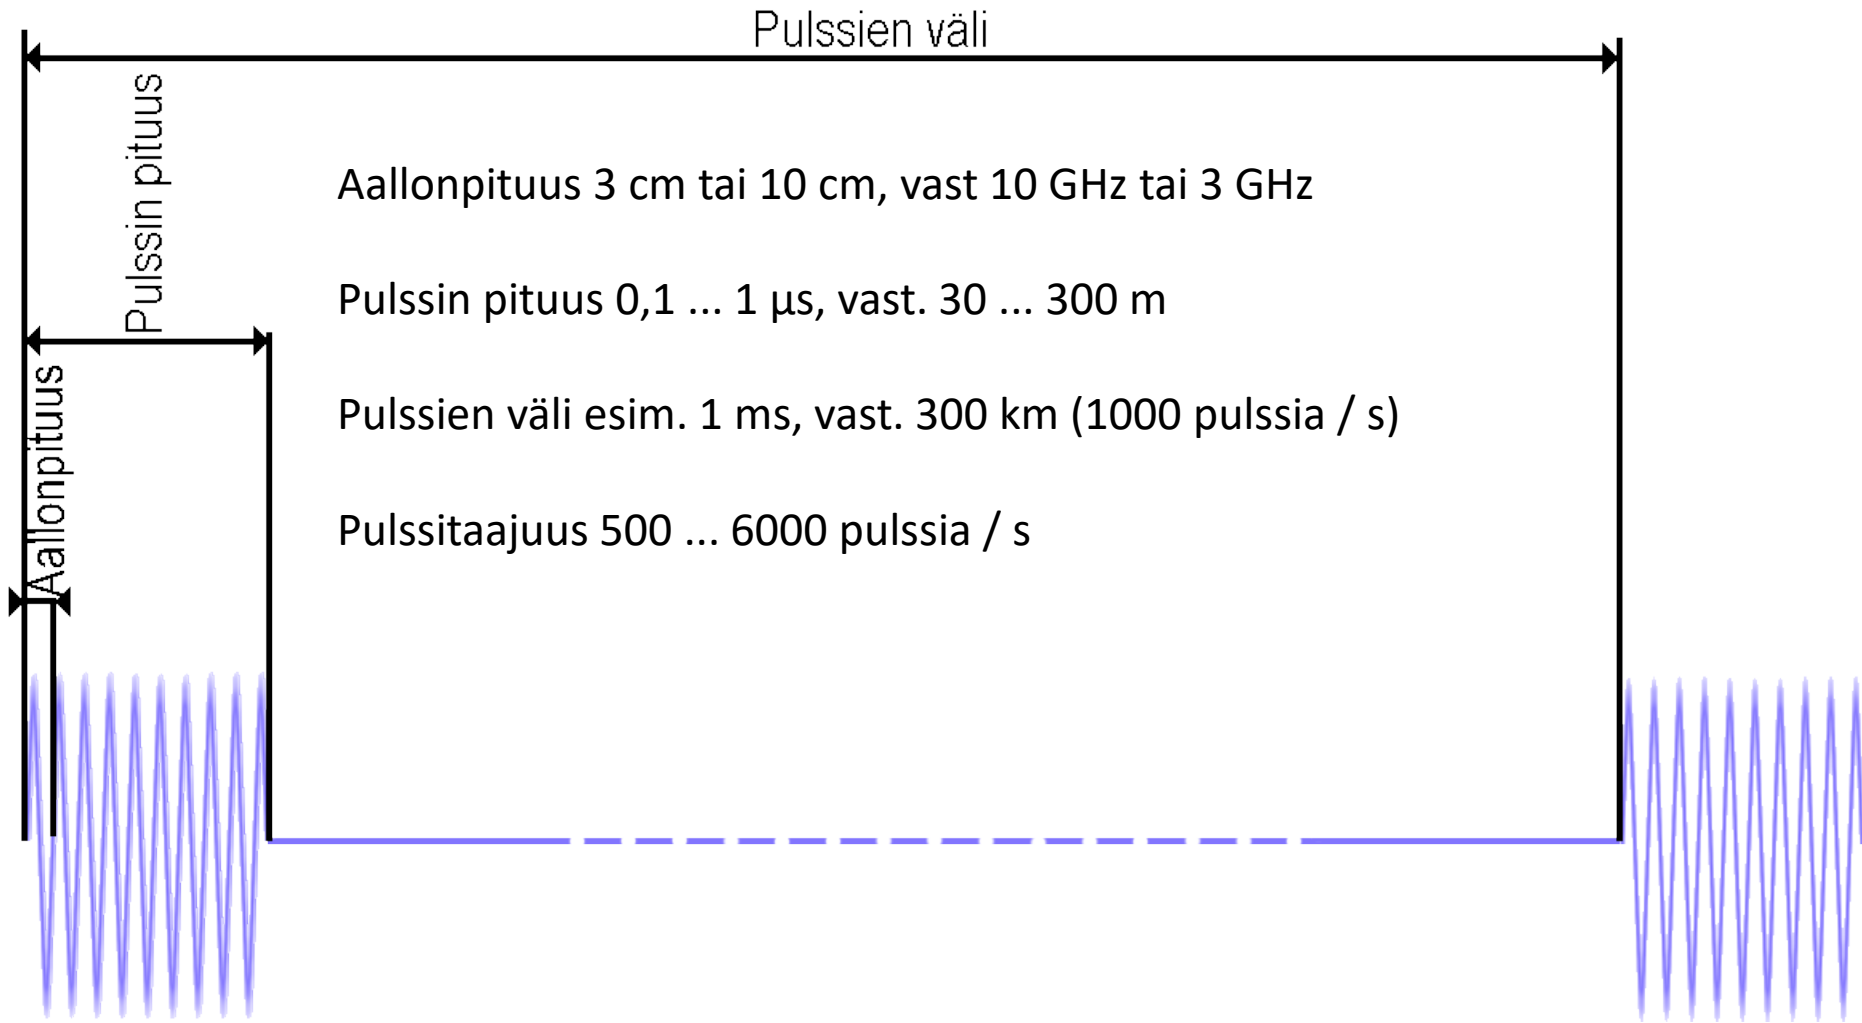 Pulssien väli
Pulssin pituus
Aallonpituus 3 cm tai 10 cm, vast 10 GHz tai 3 GHz
Pulssin pituus 0,1 ... 1 µs, vast. 30 ... 300 m
Aallonpituus
Pulssien väli esim. 1 ms, vast. 300 km (1000 pulssia / s)
Pulssitaajuus 500 ... 6000 pulssia / s